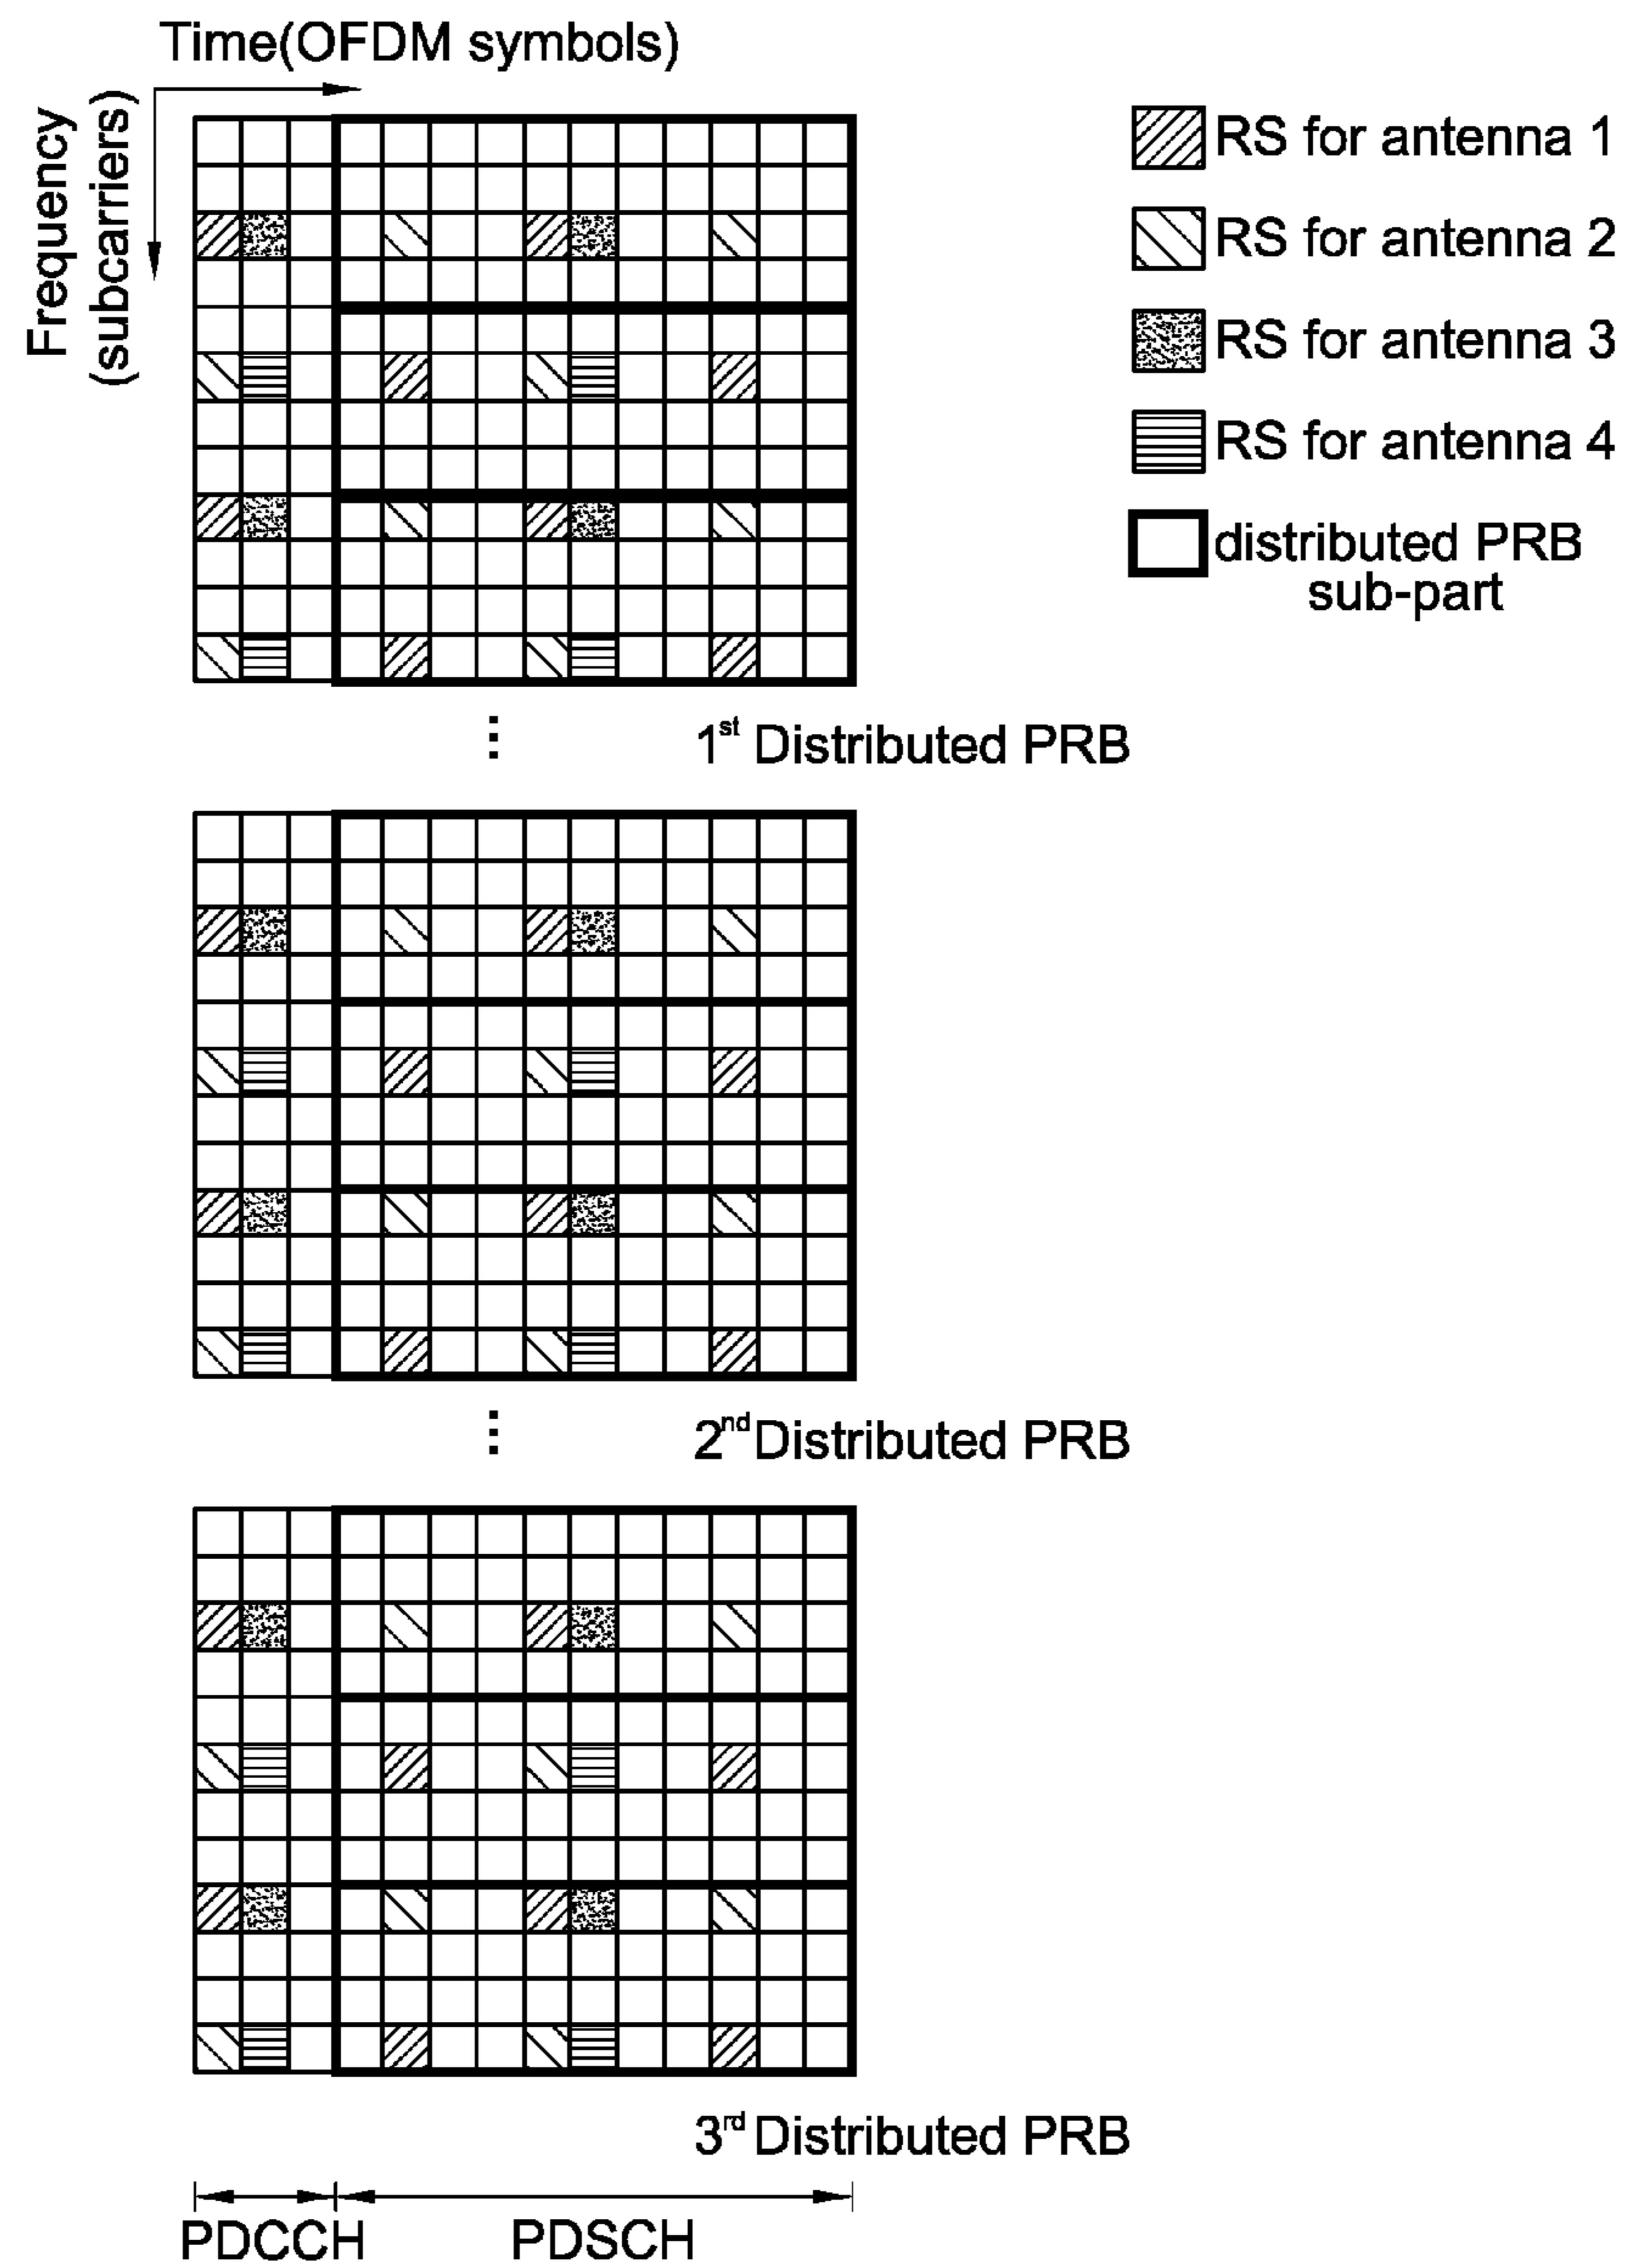 Time(OFDM symbols)
Frequency
(subcarriers)
RS for antenna 1
RS for antenna 2
RS for antenna 3
RS for antenna 4
distributed PRB
sub-part
1st Distributed PRB
2nd Distributed PRB
3rd Distributed PRB
PDCCH
PDSCH